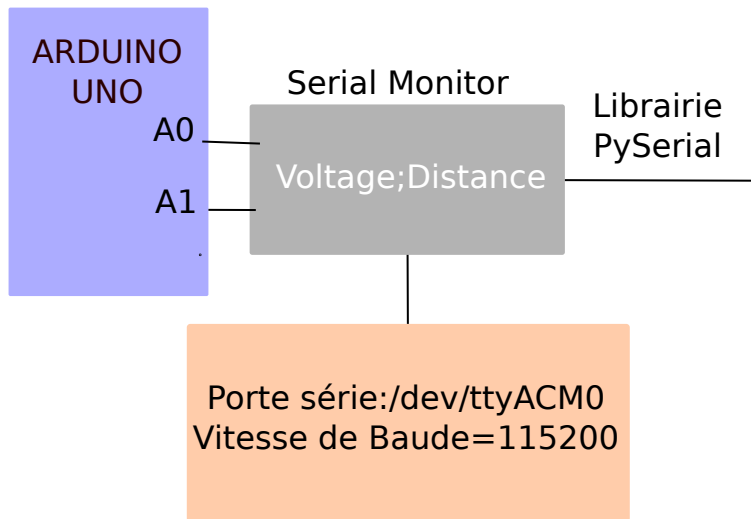 ARDUINO
UNO
A0
A1
.
Serial Monitor
Voltage;Distance
Librairie
PySerial
Porte série:/dev/ttyACM0
Vitesse de Baude=115200